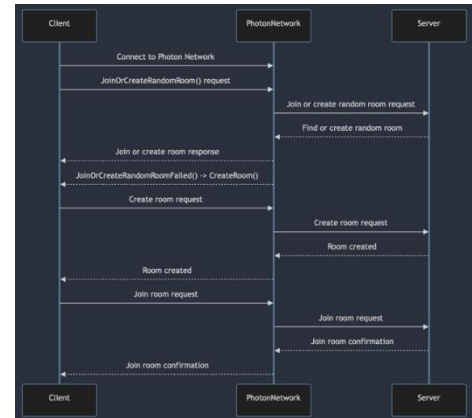 Client PhotonNetwork Server
Connect to Photon Network
JoinOrCreateRandomRoom() request
Join or create random room request
Find or create random room
Join or create room response
JoinOrCreateRandomRoomFailed() -> CreateRoom()
Create room request
Create room request
Room created
Room created
Join room request
Join room request
Join room confirmation
Join room confirmation
Client PhotonNetwork Server